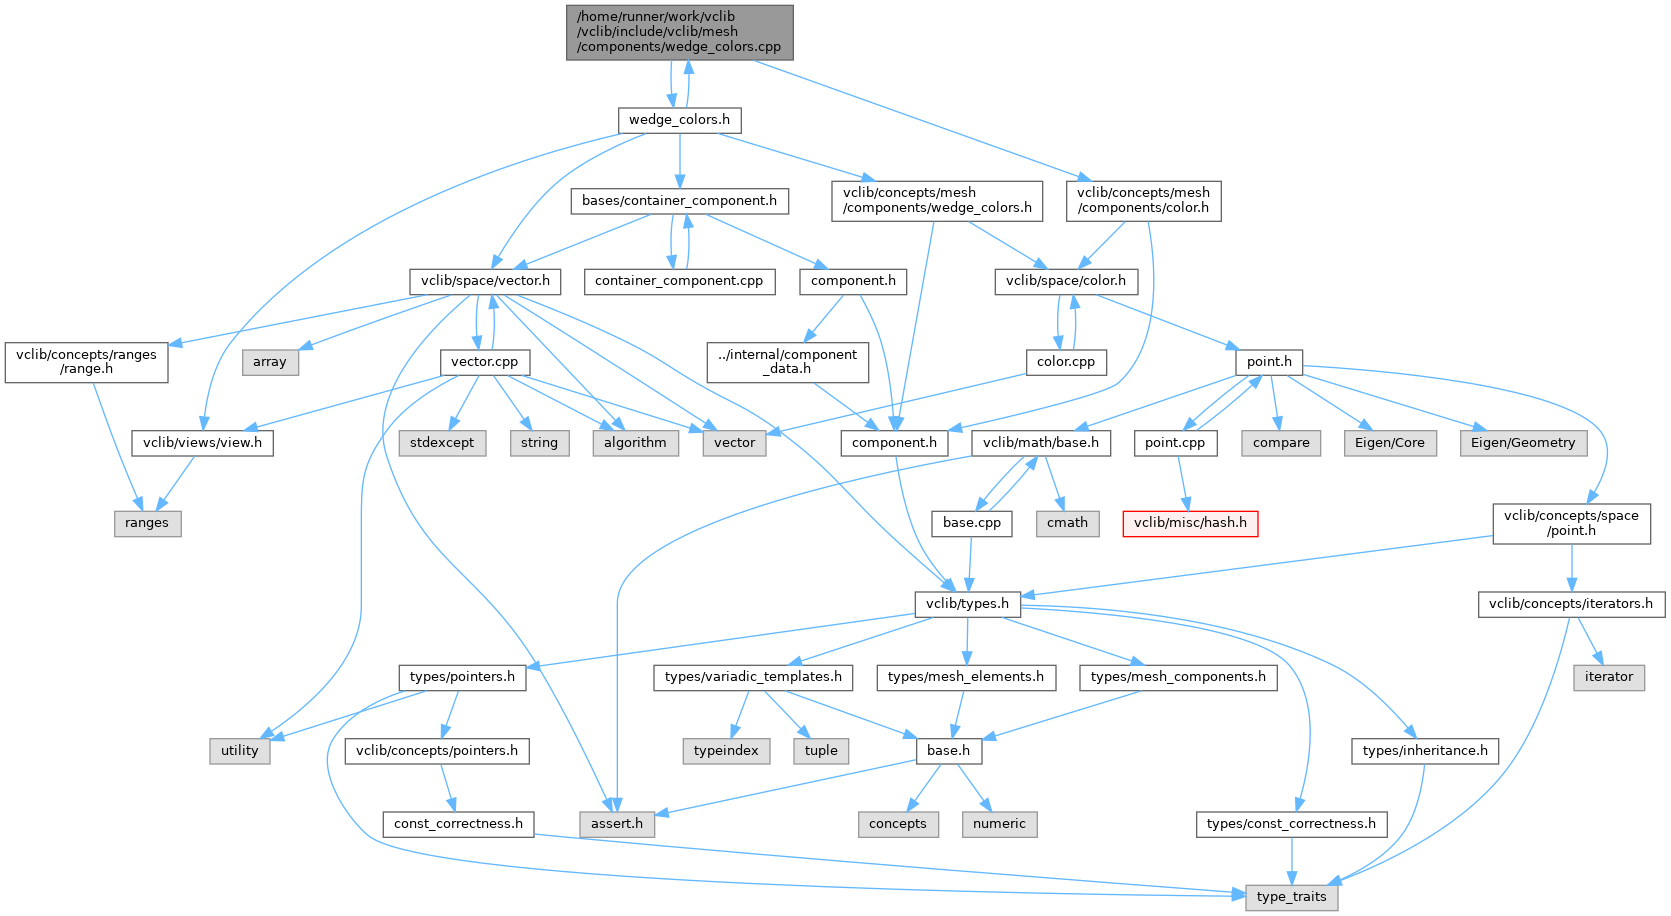 /home/runner/work/vclib
/vclib/include/vclib/mesh
/components/wedge_colors.cpp
wedge_colors.h
bases/container_component.h
vclib/concepts/mesh
/components/wedge_colors.h
vclib/concepts/mesh
/components/color.h
vclib/space/vector.h
container_component.cpp
component.h
vclib/space/color.h
vclib/concepts/ranges
/range.h
array
vector.cpp
../internal/component
_data.h
color.cpp
point.h
vclib/views/view.h
stdexcept
string
algorithm
vector
component.h
vclib/math/base.h
point.cpp
compare
Eigen/Core
Eigen/Geometry
ranges
base.cpp
cmath
vclib/misc/hash.h
vclib/concepts/space
/point.h
vclib/types.h
vclib/concepts/iterators.h
types/pointers.h
types/variadic_templates.h
types/mesh_elements.h
types/mesh_components.h
iterator
utility
vclib/concepts/pointers.h
typeindex
tuple
base.h
types/inheritance.h
const_correctness.h
assert.h
concepts
numeric
types/const_correctness.h
type_traits